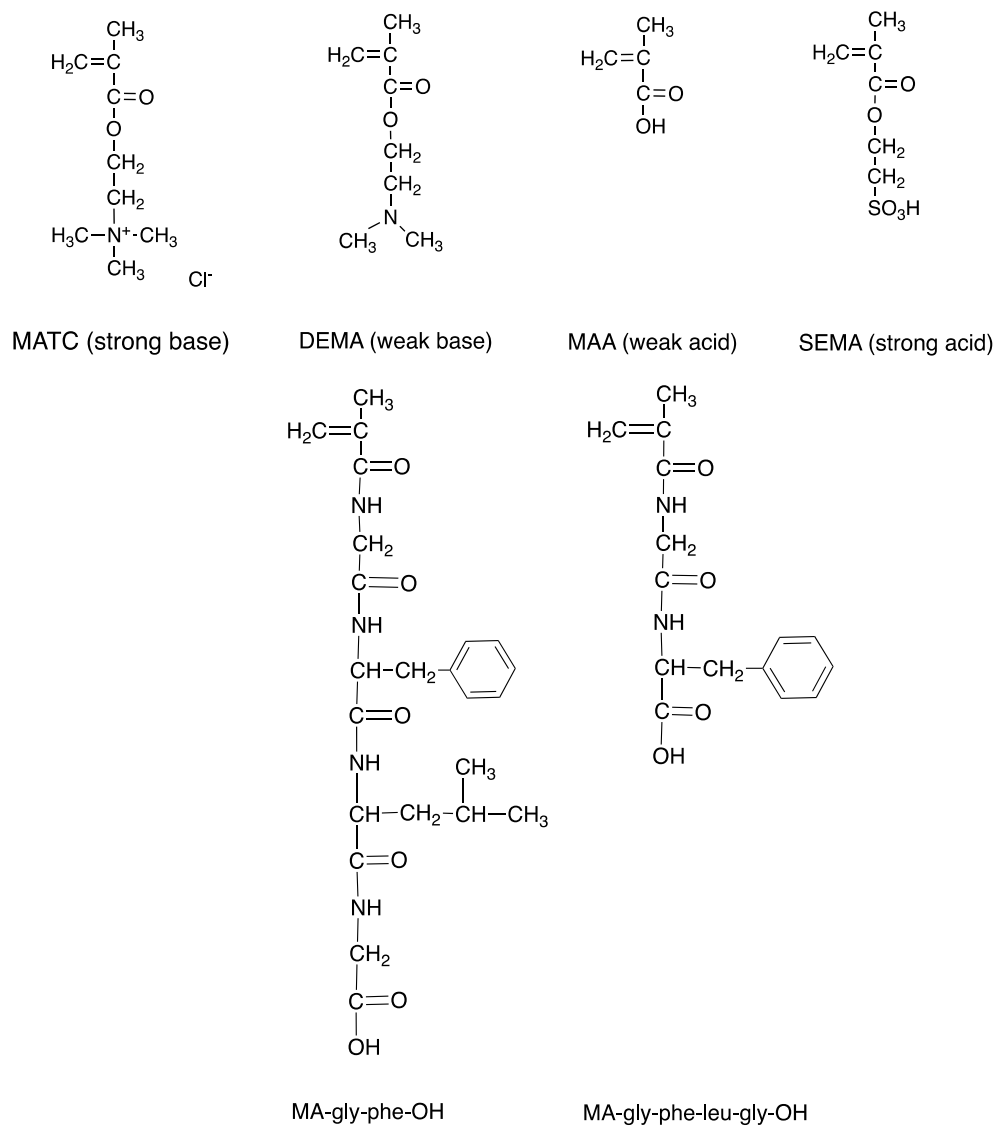 CH3
H2C=C
C=O
O
CH2
CH2
H3C-N+-CH3
CH3
Cl-
MATC (strong base)
CH3
H2C=C
C=O
O
CH2
CH2
N
CH3 CH3
DEMA (weak base)
CH3
H2C=C
C=O
OH
MAA (weak acid)
CH3
H2C=C
C=O
O
CH2
CH2
SO3H
SEMA (strong acid)
CH3
H2C=C
C=O
NH
CH2
C=O
NH
CH-CH2
C=O
NH
CH3
CH-CH2-CH-CH3
C=O
NH
CH2
C=O
OH
MA-gly-phe-OH
CH3
H2C=C
C=O
NH
CH2
C=O
NH
CH-CH2
C=O
OH
MA-gly-phe-leu-gly-OH